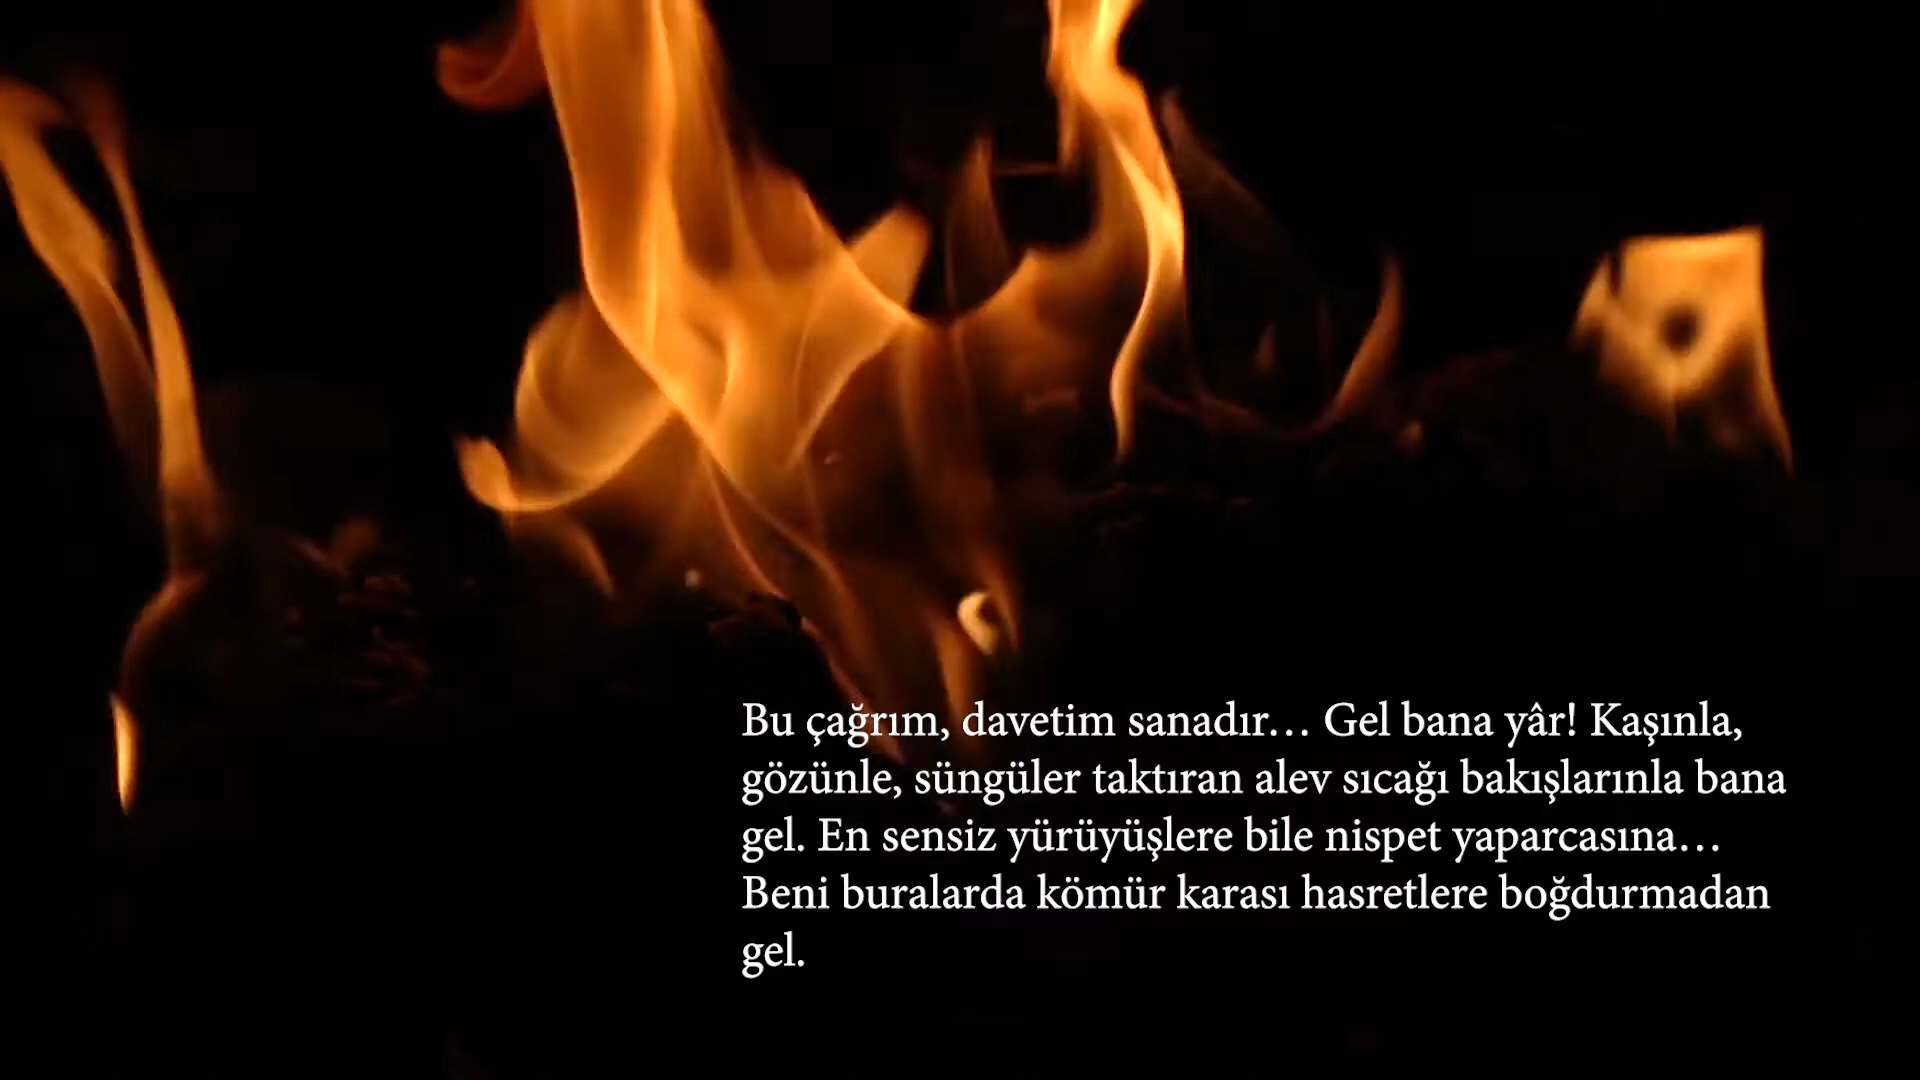 Bu çağrım, davetim sanadır… Gel bana yâr! Kaşınla,
gözünle, süngüler taktıran alev sıcağı bakışlarınla bana
gel. En sensiz yürüyüşlere bile nispet yaparcasına…
Beni buralarda kömür karası hasretlere boğdurmadan
gel.